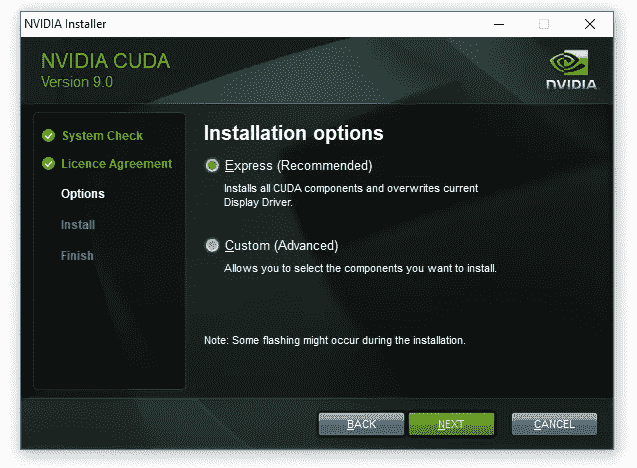 NVIDIA Installer
NVIDIA CUDA
Version 9.0
NVIDIA.
System Check
Licence Agreement
Options
Install
Finish
Installation options
Express (Recommended)
Installs all CUDA components and overwrites current
Display Driver.
Custom (Advanced)
Allows you to select the components you want to install.
Note: Some flashing might occur during the installation.
BACK
NEXT
CANCEL